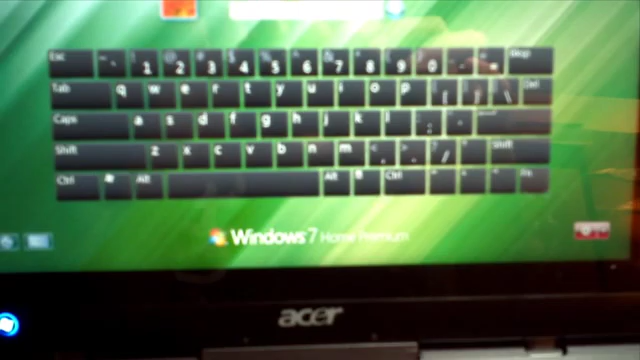 Esc 1 2 3 4 5 6 7 8 9 0 Bksp
Tab q w e r t y u i o p Del
Caps a s d f g h j k l
Shift z x c v b n m Shift
Ctrl Alt Alt Ctrl Fn
Windows 7 Home Premium
acer